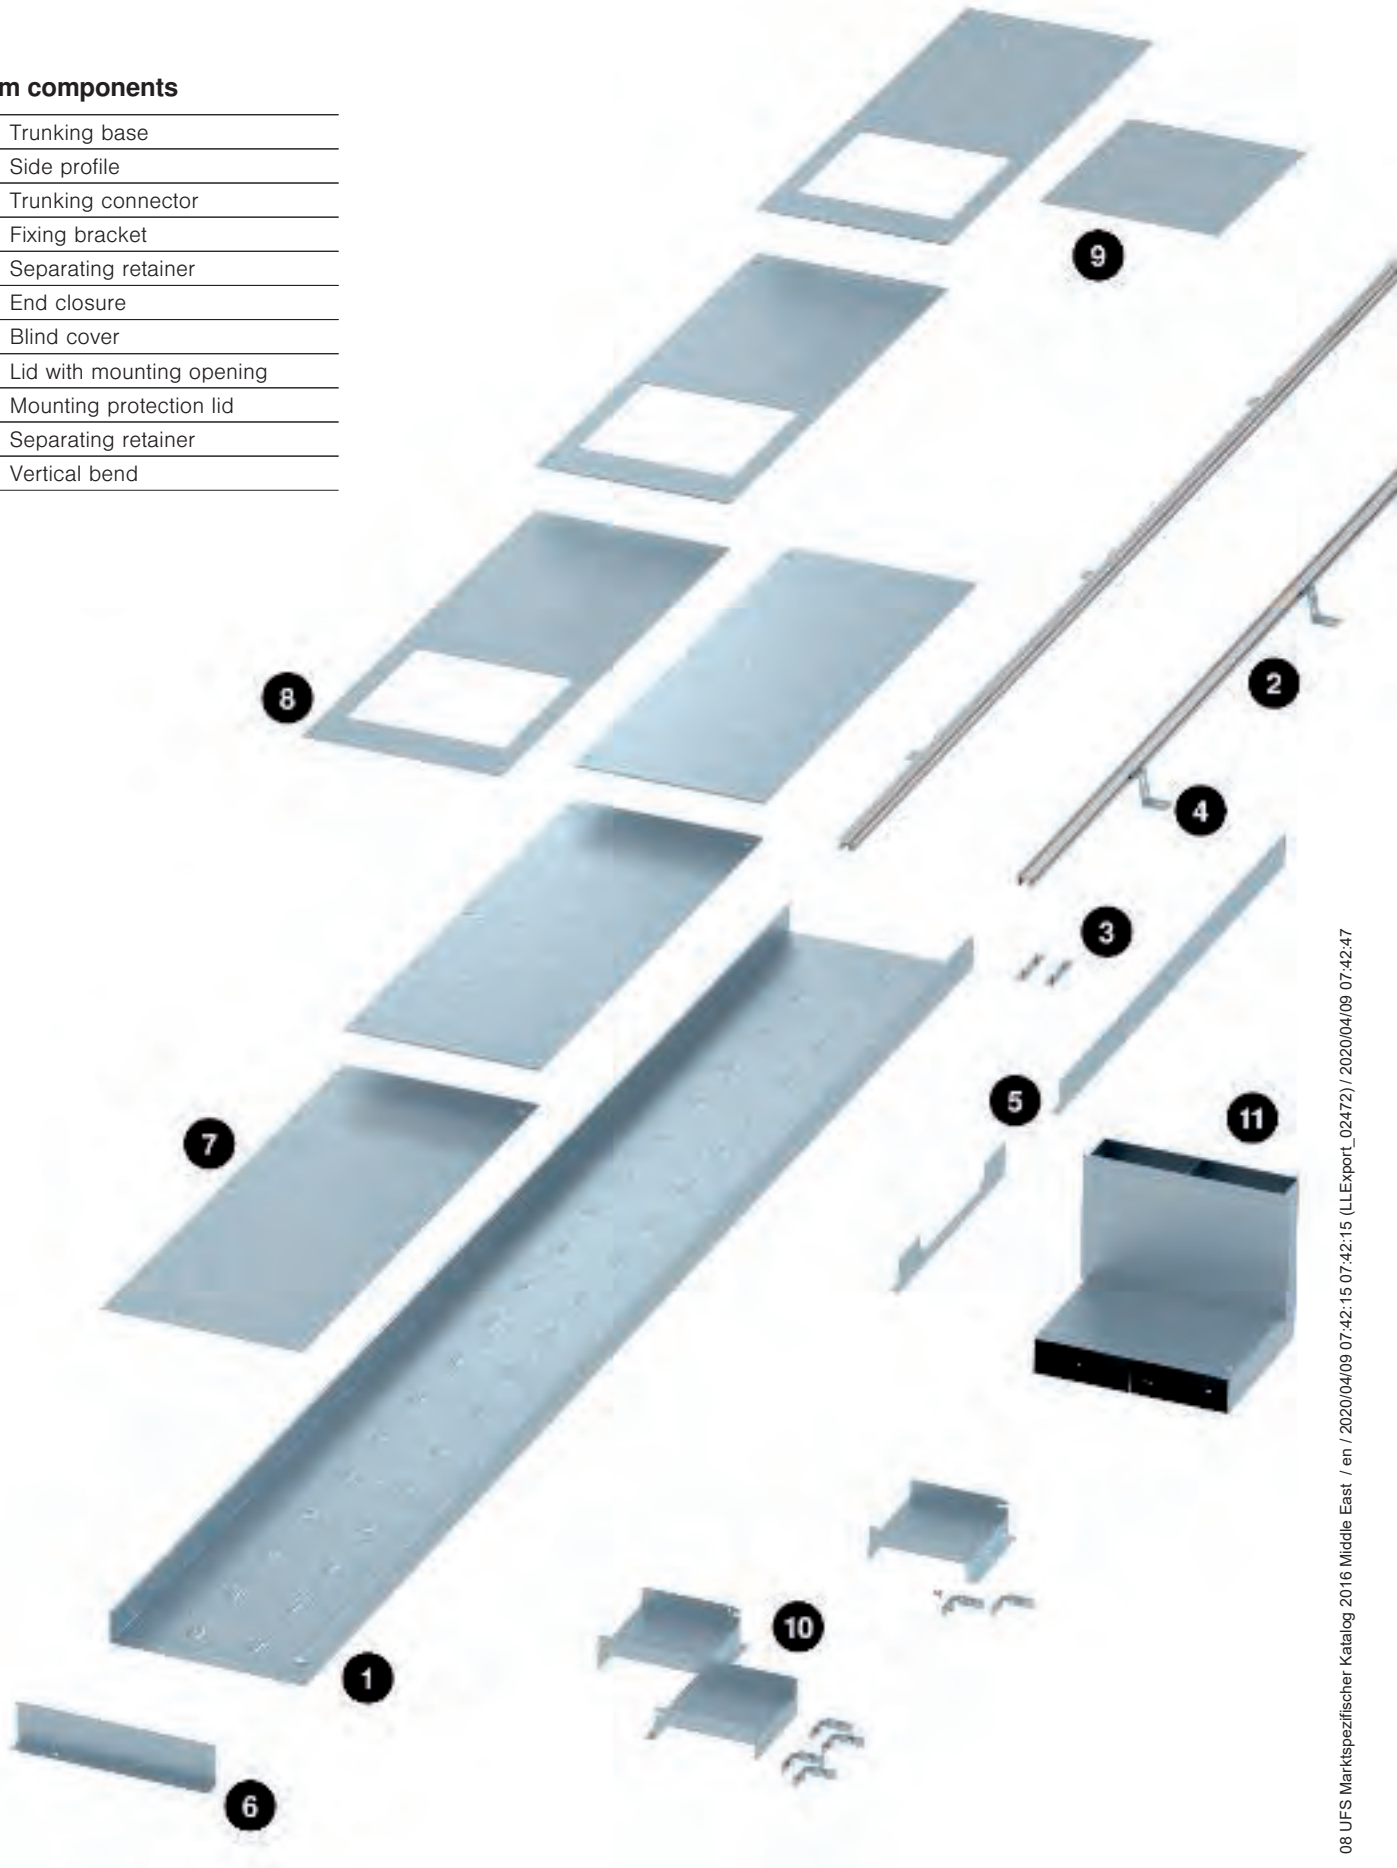 m components
Trunking base
Side profile
Trunking connector
Fixing bracket
Separating retainer
End closure
Blind cover
Lid with mounting opening
Mounting protection lid
Separating retainer
Vertical bend
9
8
2
4
3
5
11
7
10
1
6
08 UFS Marktspezifischer Katalog 2016 Middle East / en / 2020/04/09 07:42:15 07:42:15 (LLExport_02472) / 2020/04/09 07:42:47